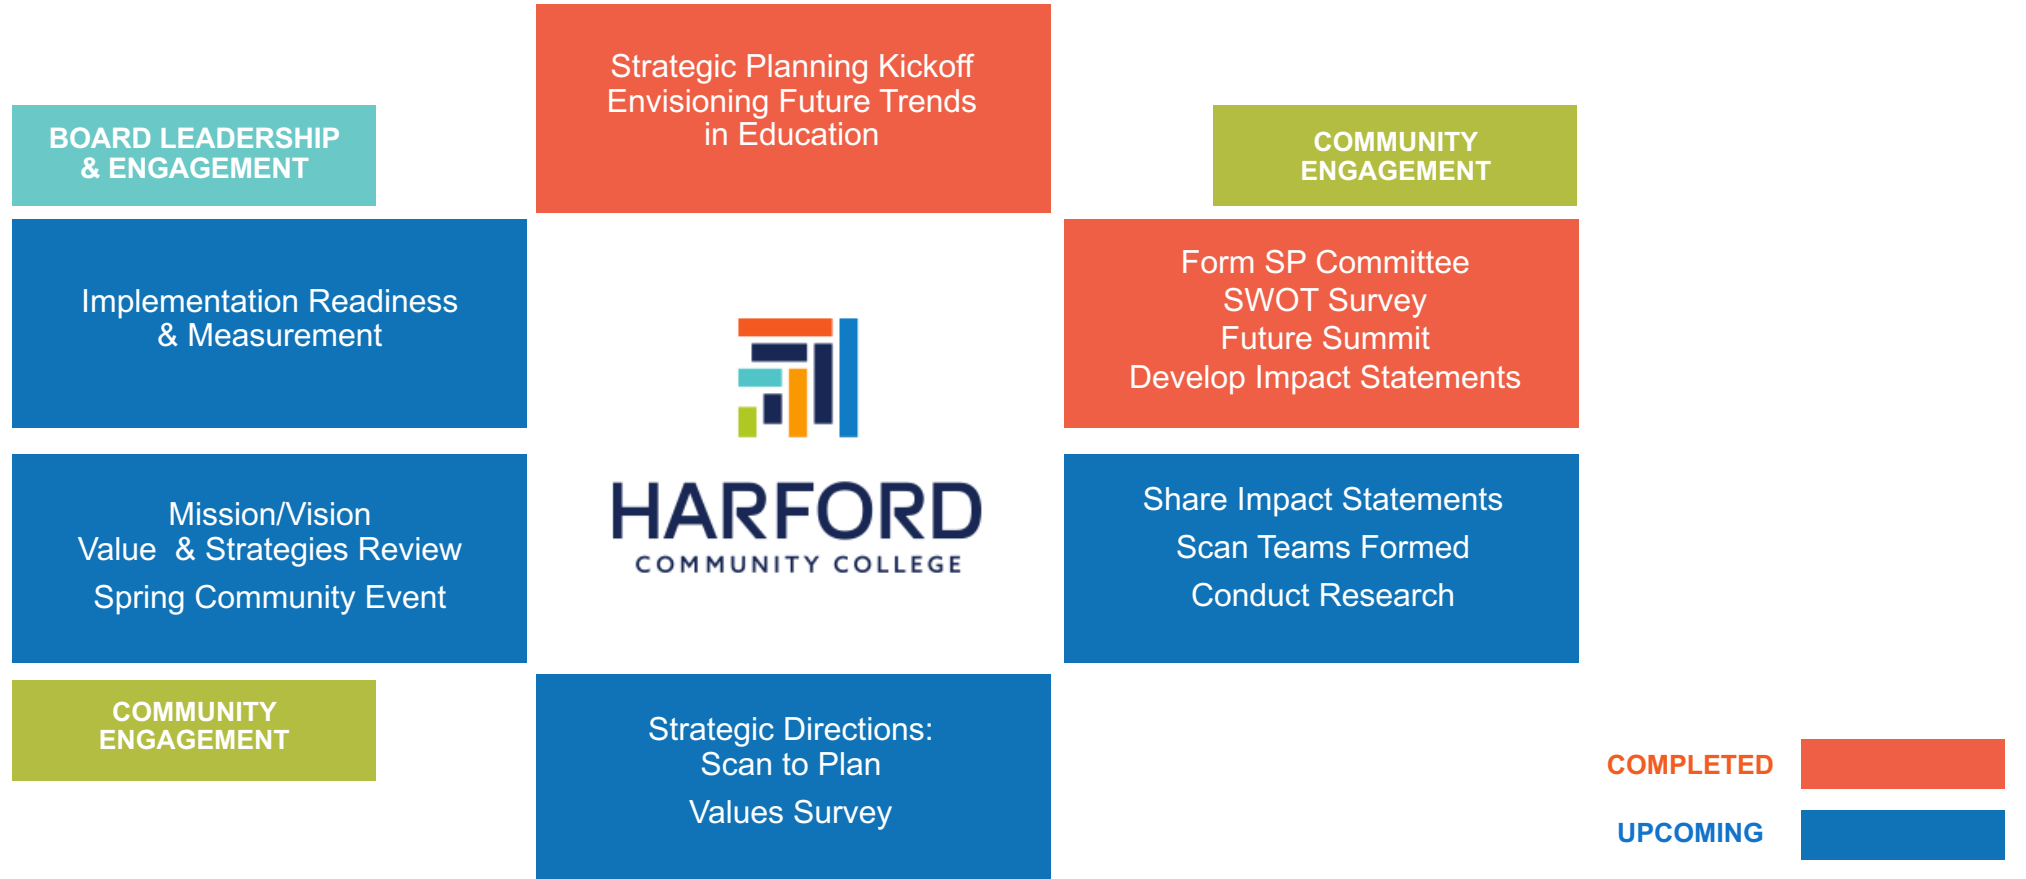 Strategic Planning Kickoff
Envisioning Future Trends
in Education
BOARD LEADERSHIP
& ENGAGEMENT
COMMUNITY
ENGAGEMENT
Implementation Readiness
& Measurement
Form SP Committee
SWOT Survey
Future Summit
Develop Impact Statements
HARFORD
COMMUNITY COLLEGE
Mission/Vision
Value & Strategies Review
Spring Community Event
Share Impact Statements
Scan Teams Formed
Conduct Research
COMMUNITY
ENGAGEMENT
Strategic Directions:
Scan to Plan
Values Survey
COMPLETED
UPCOMING